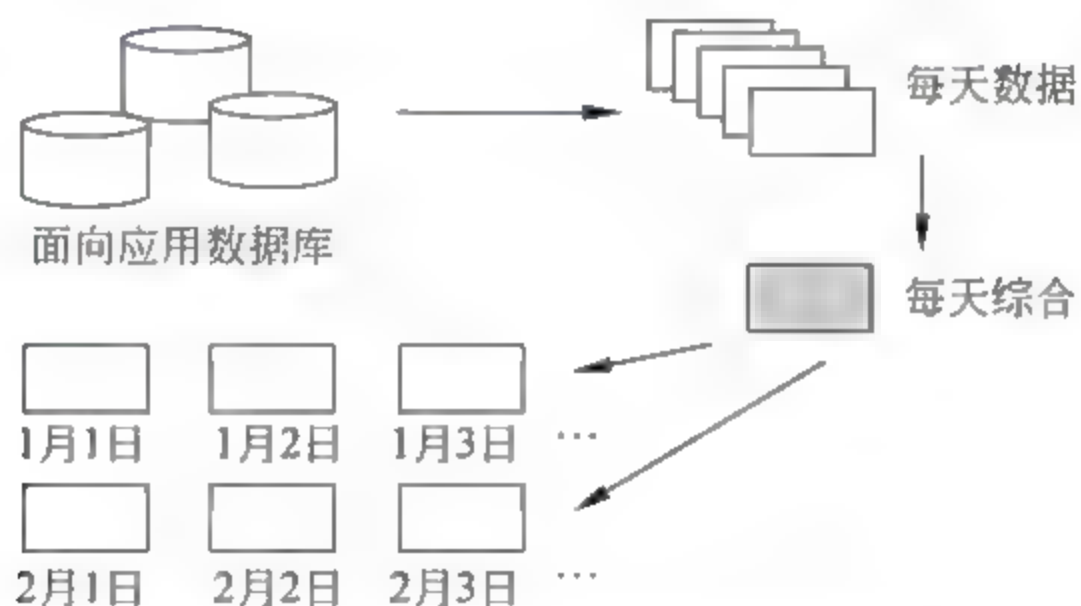 每天数据
面向应用数据库
每天综合
1月1日 1月2日 1月3日 …
2月1日 2月2日 2月3日 …